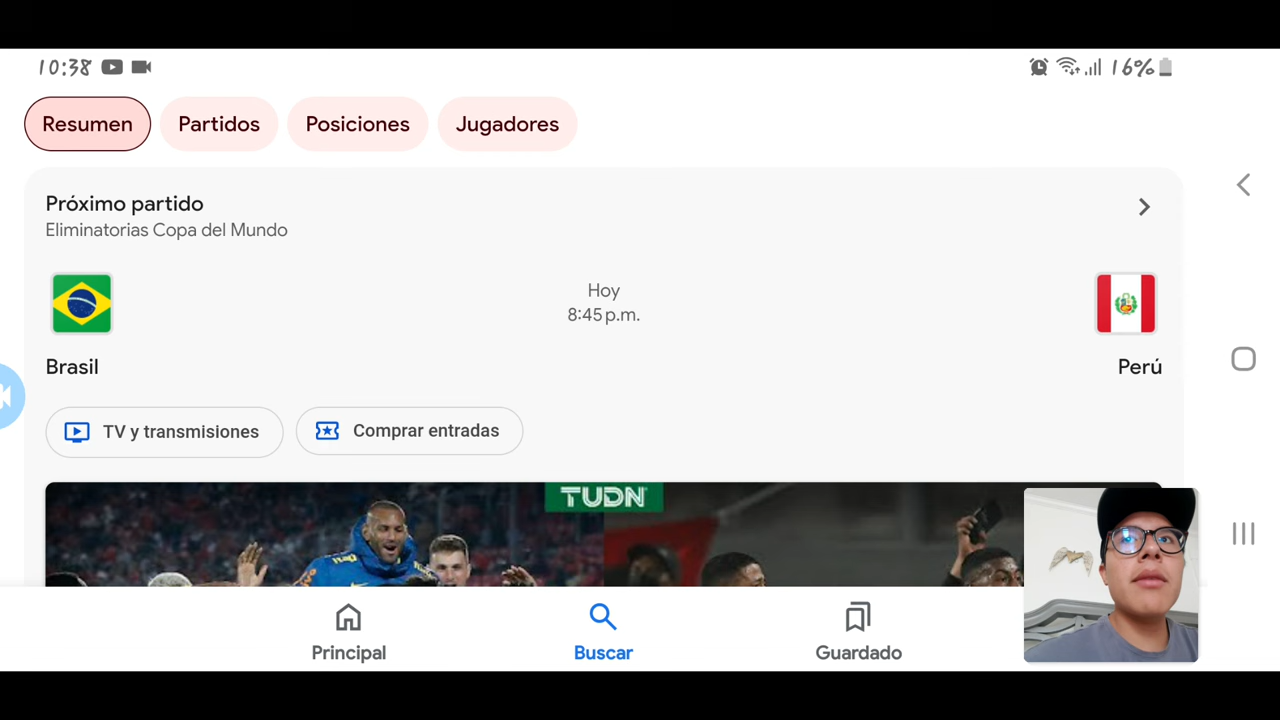 10:38
16%
Resumen
Partidos
Posiciones
Jugadores
Próximo partido
Eliminatorias Copa del Mundo
Hoy
8:45 p.m.
Brasil
Perú
TV y transmisiones
Comprar entradas
TUDN
Principal
Buscar
Guardado